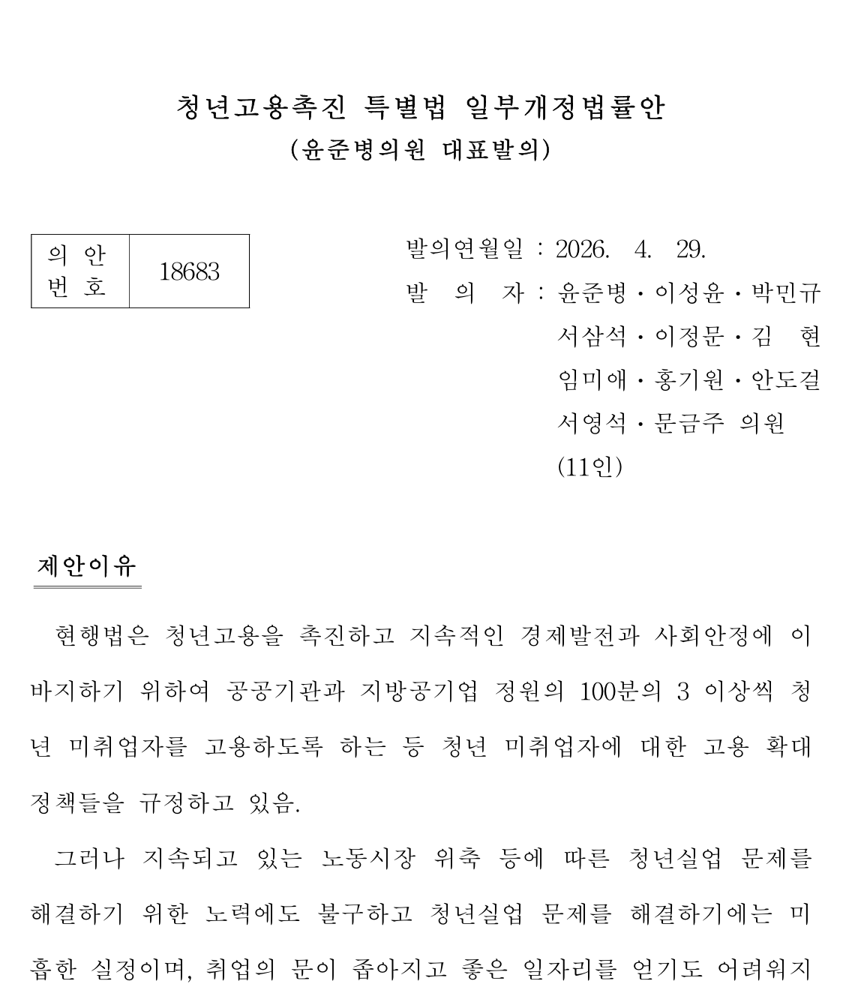 청년고용촉진 특별법 일부개정법률안
(윤준병의원 대표발의)
의 안
번 호
18683
발의연월일 : 2026. 4. 29.
발 의 자 : 윤준병ㆍ이성윤ㆍ박민규
서삼석ㆍ이정문ㆍ김 현
임미애ㆍ홍기원ㆍ안도걸
서영석ㆍ문금주 의원
(11인)
제안이유
현행법은 청년고용을 촉진하고 지속적인 경제발전과 사회안정에 이
바지하기 위하여 공공기관과 지방공기업 정원의 100분의 3 이상씩 청
년 미취업자를 고용하도록 하는 등 청년 미취업자에 대한 고용 확대
정책들을 규정하고 있음.
그러나 지속되고 있는 노동시장 위축 등에 따른 청년실업 문제를
해결하기 위한 노력에도 불구하고 청년실업 문제를 해결하기에는 미
흡한 실정이며, 취업의 문이 좁아지고 좋은 일자리를 얻기도 어려워지